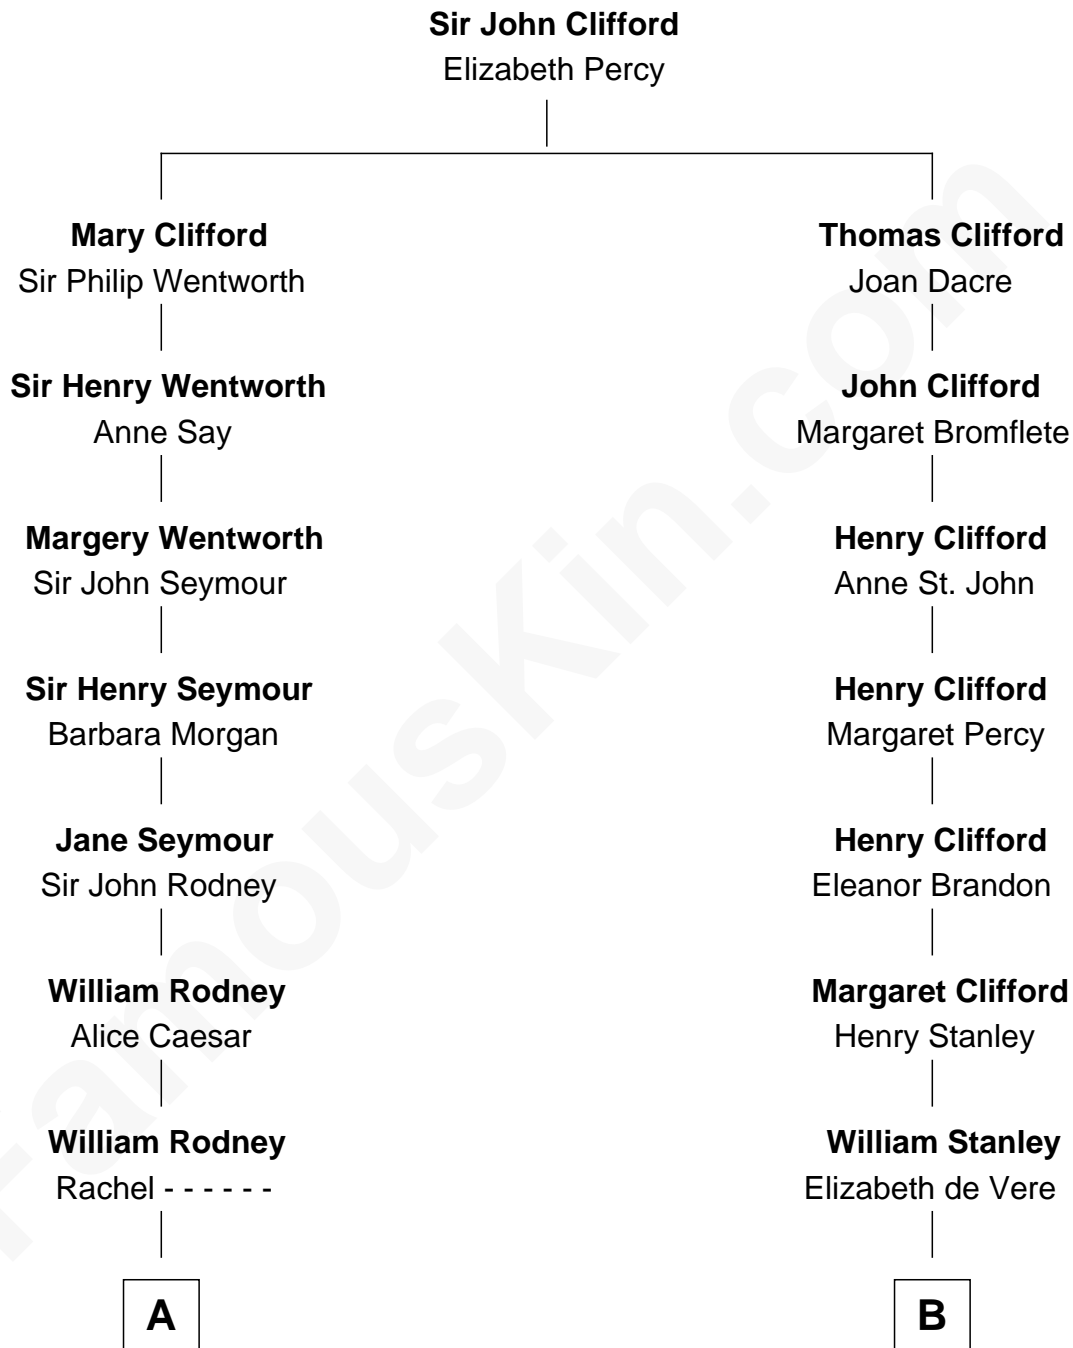 Sir John Clifford
Elizabeth Percy
Mary Clifford
Sir Philip Wentworth
Thomas Clifford
Joan Dacre
Sir Henry Wentworth
Anne Say
John Clifford
Margaret Bromflete
Margery Wentworth
Sir John Seymour
Henry Clifford
Anne St. John
Sir Henry Seymour
Barbara Morgan
Henry Clifford
Margaret Percy
Jane Seymour
Sir John Rodney
Henry Clifford
Eleanor Brandon
William Rodney
Alice Caesar
Margaret Clifford
Henry Stanley
William Rodney
Rachel - - - - - -
William Stanley
Elizabeth de Vere
A
B
FamousKin.com